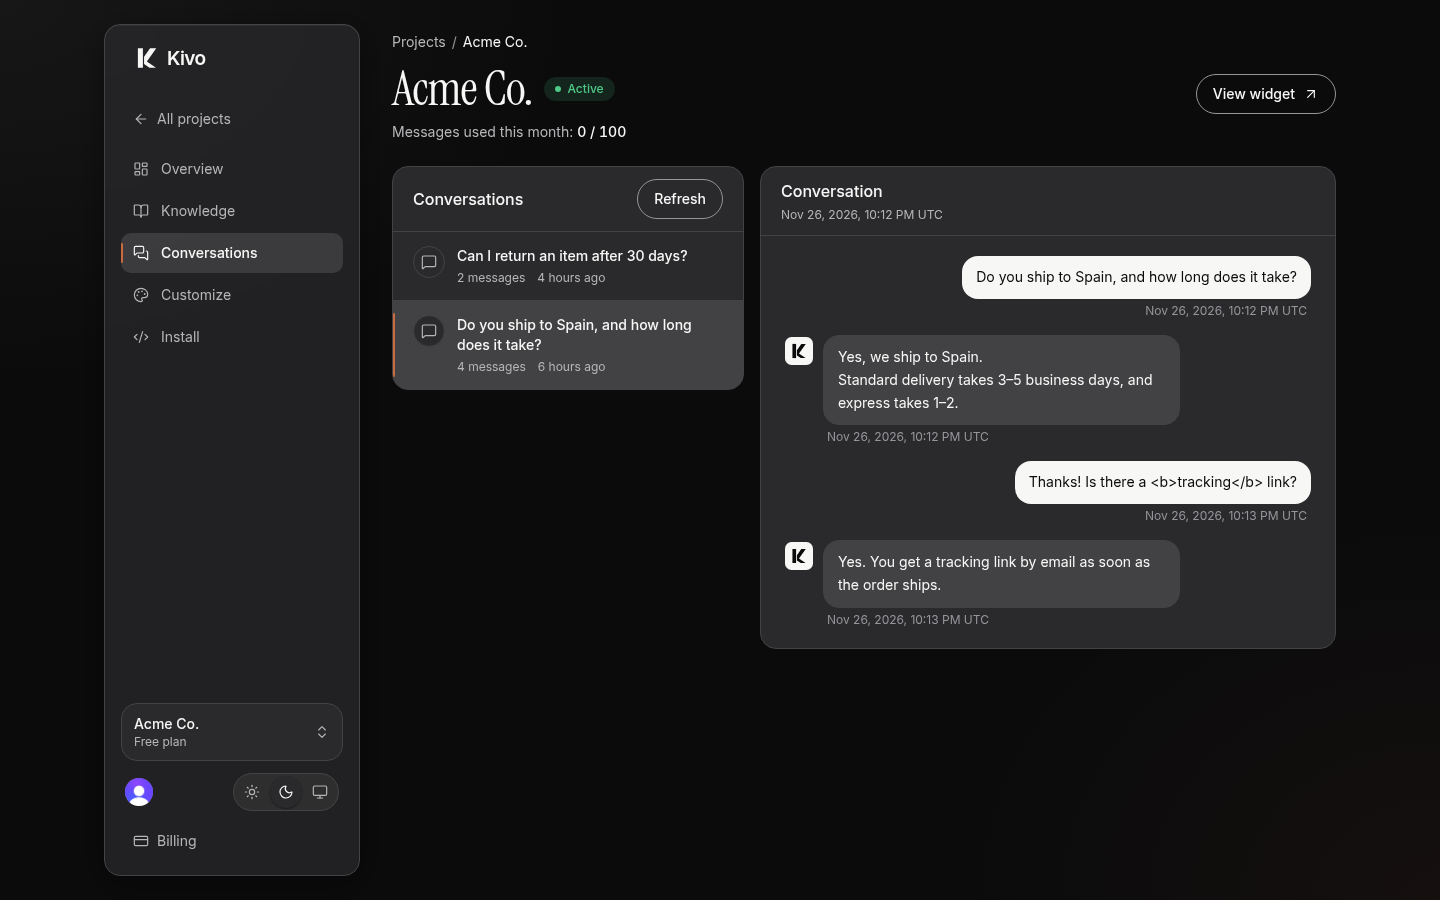 Kivo
All projects
Overview
Knowledge
Conversations
Customize
Install
Acme Co.
Free plan
Billing
Projects / Acme Co.
Acme Co.
Active
Messages used this month: 0 / 100
View widget
Conversations
Refresh
Can I return an item after 30 days?
2 messages 4 hours ago
Do you ship to Spain, and how long
does it take?
4 messages 6 hours ago
Conversation
Nov 26, 2026, 10:12 PM UTC
Do you ship to Spain, and how long does it take?
Nov 26, 2026, 10:12 PM UTC
Yes, we ship to Spain.
Standard delivery takes 3–5 business days, and
express takes 1–2.
Nov 26, 2026, 10:12 PM UTC
Thanks! Is there a <b>tracking</b> link?
Nov 26, 2026, 10:13 PM UTC
Yes. You get a tracking link by email as soon as
the order ships.
Nov 26, 2026, 10:13 PM UTC